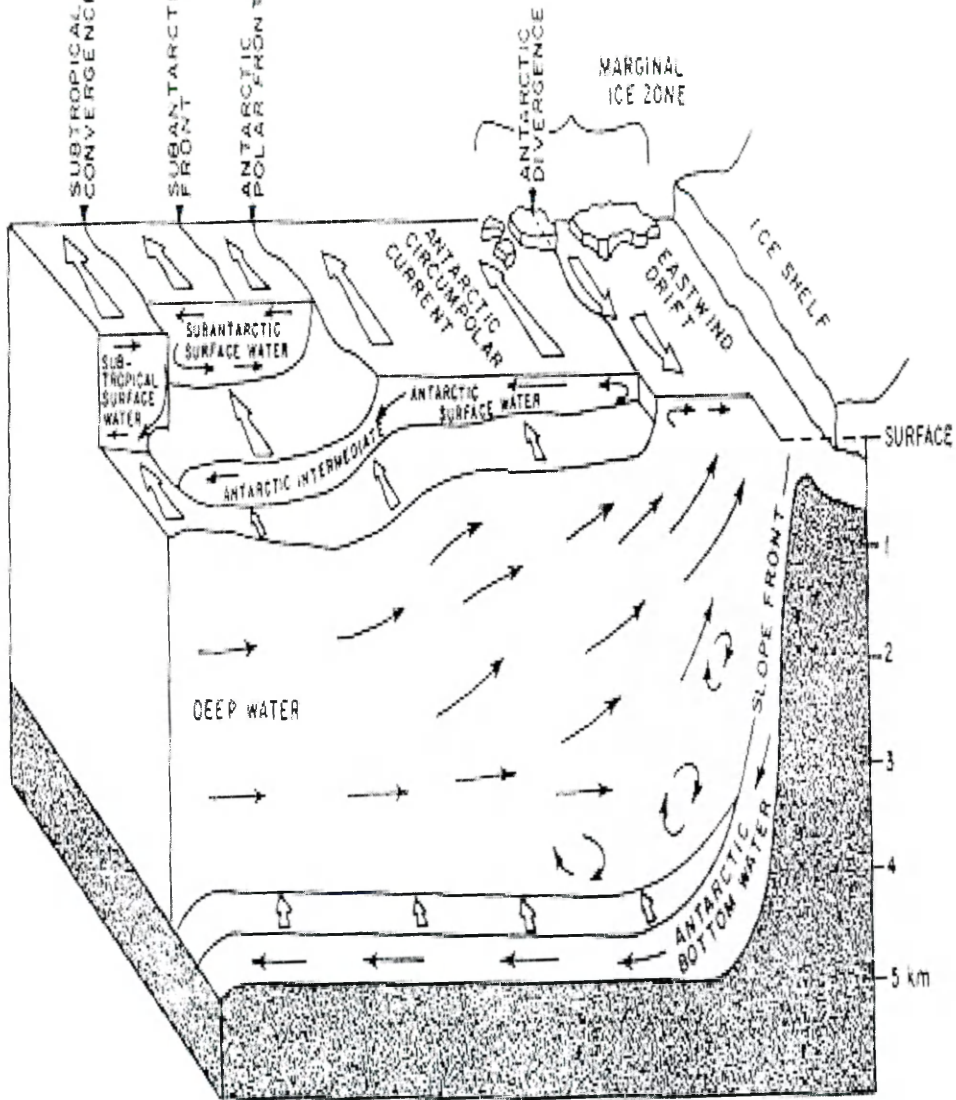 SUBTROPICAL
CONVERGENC
SUBANT
FRONT
ANTARCTIC
POLAR FRONT
ANTARCTIC
DIVERGENCE
MARGINAL
ICE ZONE
ICE SHELF
EASTWIND
DRIFT
ANTARCTIC
CIRCUMPOLAR
CURRENT
SUBANTARCTIC
SURFACE WATER
SUB-
TROPICAL
SURFACE
WATER
ANTARCTIC
SURFACE WATER
ANTARCTIC INTERMEDIATE
SURFACE
1
2
3
4
5 km
SLOPE FRONT
DEEP WATER
ANTARCTIC
BOTTOM WATER